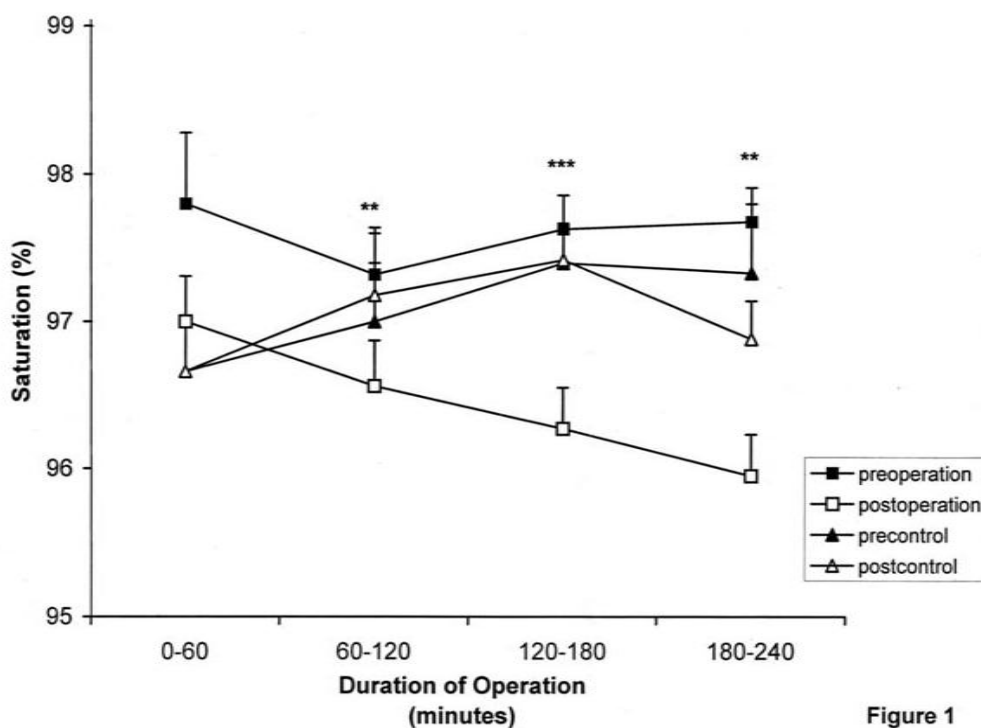 99
98
97
96
95
Saturation (%)
**
***
**
0-60 60-120 120-180 180-240
Duration of Operation
(minutes)
preoperation
postoperation
precontrol
postcontrol
Figure 1